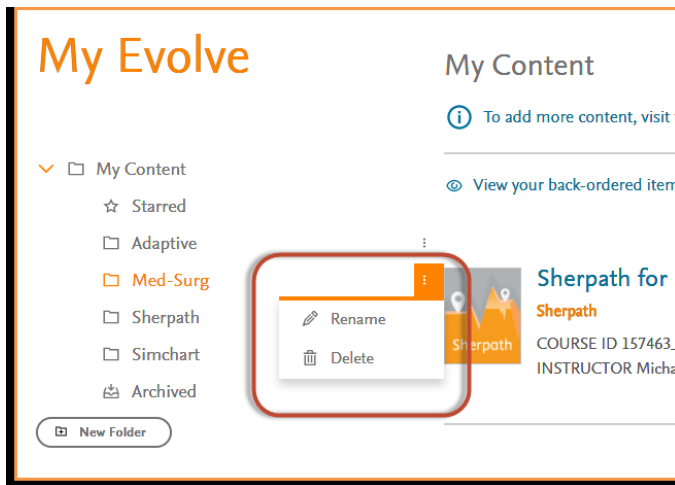 My Evolve
My Content
To add more content, visit
My Content
Starred
View your back-ordered item
Adaptive
Med-Surg
Sherpath for
Sherpath
Rename
Sherpath
Sherpath
COURSE ID 157463_
Simchart
Delete
INSTRUCTOR Micha
Archived
New Folder